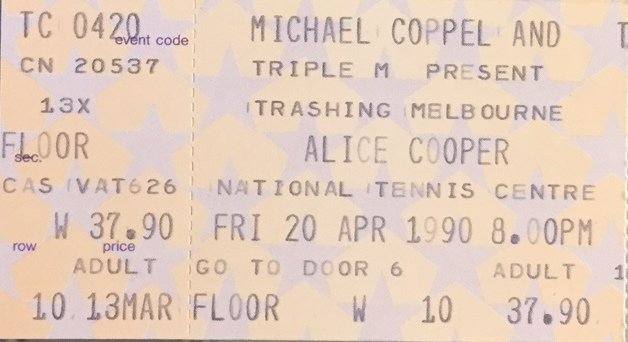 TC 0420 event code
CN 20537
13X
FLOOR
sec.
CAS VAT626
W 37.90
row price
ADULT
10 13MAR
MICHAEL COPPEL AND
TRIPLE M PRESENT
TRASHING MELBOURNE
ALICE COOPER
NATIONAL TENNIS CENTRE
FRI 20 APR 1990 8.00PM
GO TO DOOR 6 ADULT
FLOOR W 10 37.90